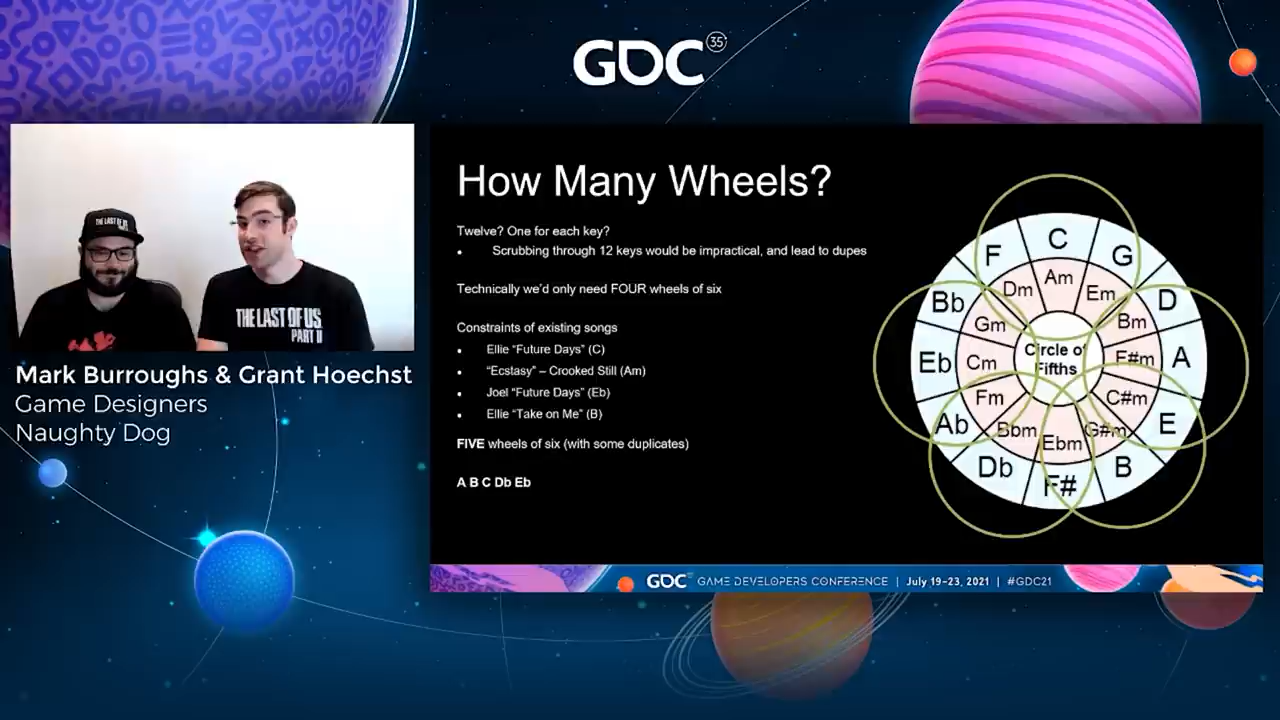 GDC 35
THE LAST OF US
THE LAST OF US
PART II
Mark Burroughs & Grant Hoechst
Game Designers
Naughty Dog
How Many Wheels?
Twelve? One for each key?
• Scrubbing through 12 keys would be impractical, and lead to dupes
Technically we'd only need FOUR wheels of six
Constraints of existing songs
• Ellie “Future Days” (C)
• “Ecstasy” – Crooked Still (Am)
• Joel “Future Days” (Eb)
• Ellie “Take on Me” (B)
FIVE wheels of six (with some duplicates)
A B C Db Eb
C
G
D
A
E
B
F#
Db
Ab
Eb
Bb
F
Am
Em
Bm
F#m
C#m
G#m
Ebm
Bbm
Fm
Cm
Gm
Dm
Circle of
Fifths
GDC GAME DEVELOPERS CONFERENCE | July 19-23, 2021 | #GDC21